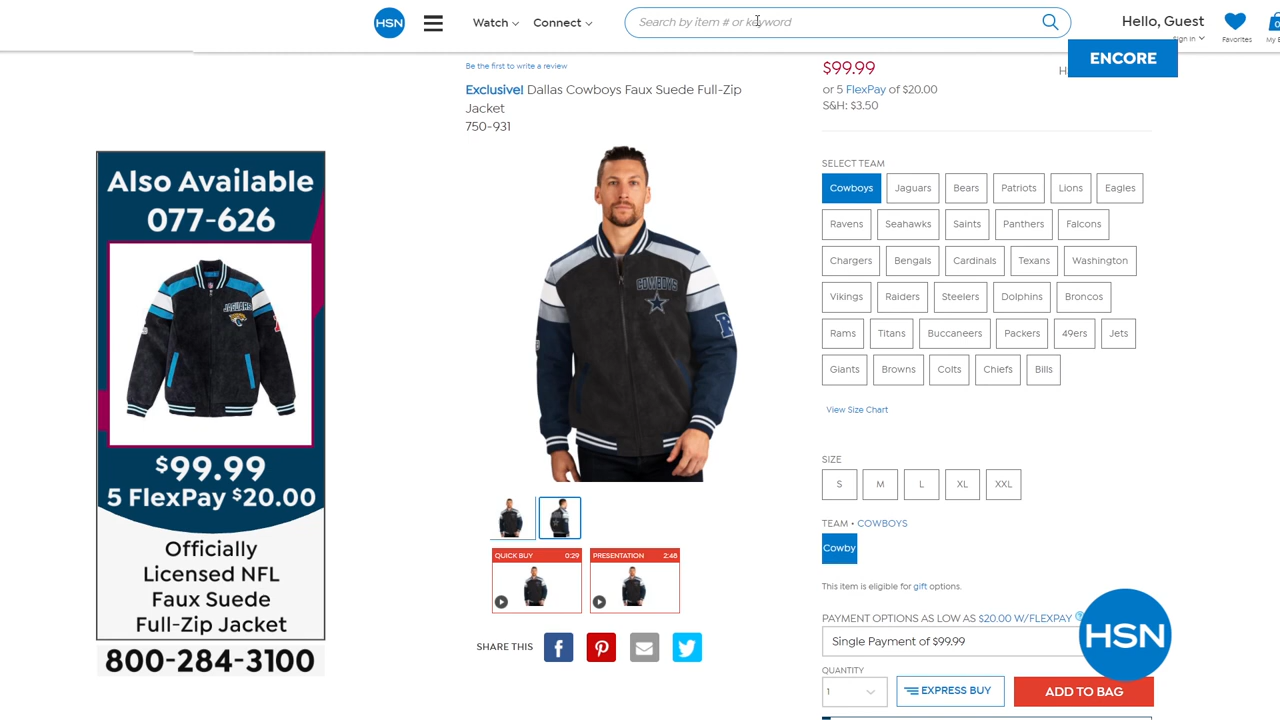 HSN
Watch
Connect
Search by item # or keyword
Hello, Guest
Sign In
Favorites
0
My B
ENCORE
Be the first to write a review
Exclusive! Dallas Cowboys Faux Suede Full-Zip
Jacket
750-931
$99.99
or 5 FlexPay of $20.00
S&H: $3.50
H
Also Available
077-626
JAGUARS
$99.99
5 FlexPay $20.00
Officially
Licensed NFL
Faux Suede
Full-Zip Jacket
800-284-3100
COWBOYS
QUICK BUY 0:29
PRESENTATION 2:48
SHARE THIS
SELECT TEAM
Cowboys Jaguars Bears Patriots Lions Eagles
Ravens Seahawks Saints Panthers Falcons
Chargers Bengals Cardinals Texans Washington
Vikings Raiders Steelers Dolphins Broncos
Rams Titans Buccaneers Packers 49ers Jets
Giants Browns Colts Chiefs Bills
View Size Chart
SIZE
S M L XL XXL
TEAM • COWBOYS
Cowby
This item is eligible for gift options.
PAYMENT OPTIONS AS LOW AS $20.00 W/FLEXPAY
Single Payment of $99.99
QUANTITY
1
EXPRESS BUY
ADD TO BAG
HSN